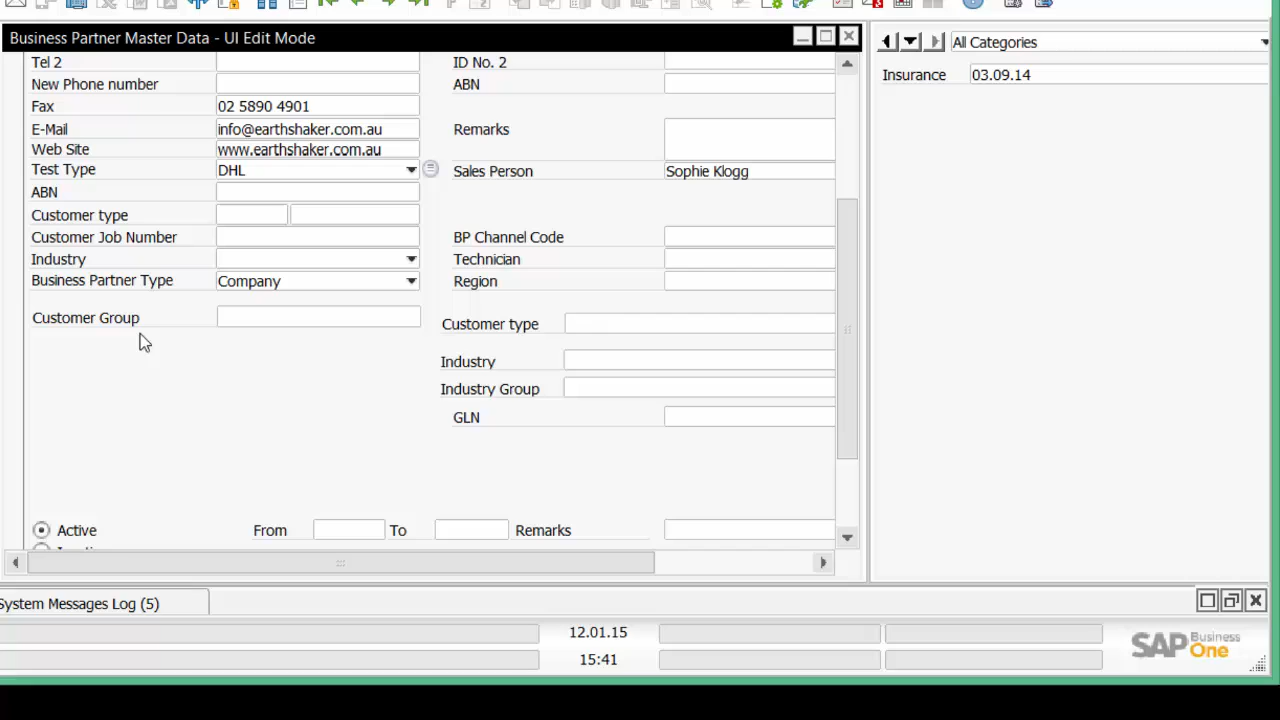 Business Partner Master Data - UI Edit Mode
All Categories
Tel 2
ID No. 2
Insurance 03.09.14
New Phone number
ABN
Fax 02 5890 4901
E-Mail info@earthshaker.com.au
Remarks
Web Site www.earthshaker.com.au
Test Type DHL
Sales Person Sophie Klogg
ABN
Customer type
Customer Job Number
BP Channel Code
Industry
Technician
Business Partner Type Company
Region
Customer Group
Customer type
Industry
Industry Group
GLN
Active From To Remarks
System Messages Log (5)
12.01.15
15:41
SAP Business One